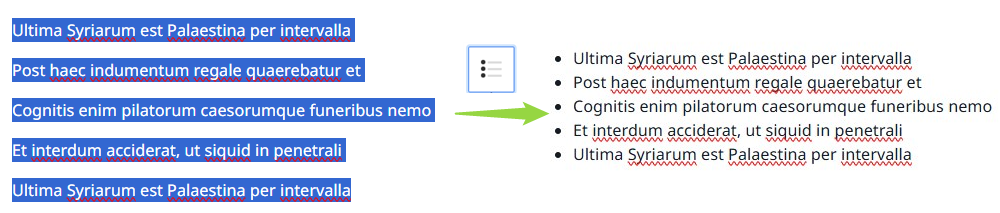 Ultima Syriarum est Palaestina per intervalla
Post haec indumentum regale quaerebatur et
Cognitis enim pilatorum caesorumque funeribus nemo
Et interdum acciderat, ut siquid in penetrali
Ultima Syriarum est Palaestina per intervalla
• Ultima Syriarum est Palaestina per intervalla
• Post haec indumentum regale quaerebatur et
• Cognitis enim pilatorum caesorumque funeribus nemo
• Et interdum acciderat, ut siquid in penetrali
• Ultima Syriarum est Palaestina per intervalla